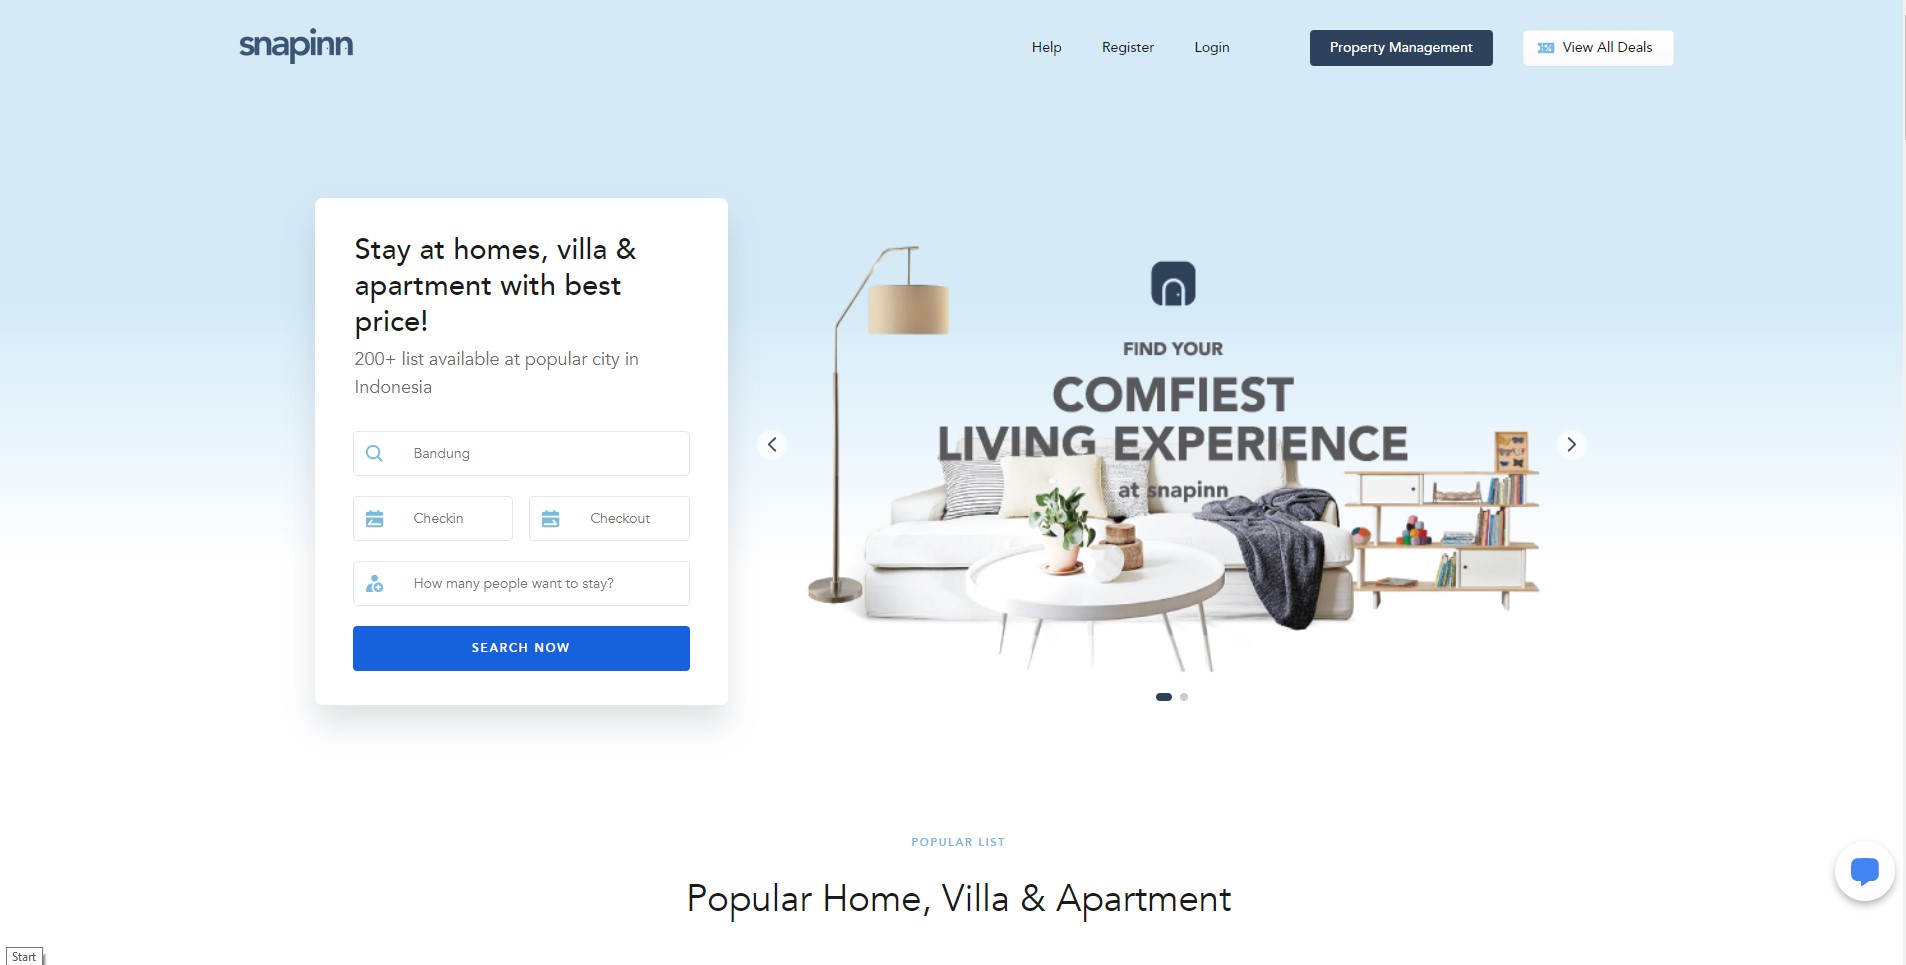 snapinn
Help
Register
Login
Property Management
View All Deals
Stay at homes, villa &
apartment with best
price!
200+ list available at popular city in
Indonesia
Bandung
Checkin
Checkout
How many people want to stay?
SEARCH NOW
FIND YOUR
COMFIEST
LIVING EXPERIENCE
at snapinn
POPULAR LIST
Popular Home, Villa & Apartment
Start